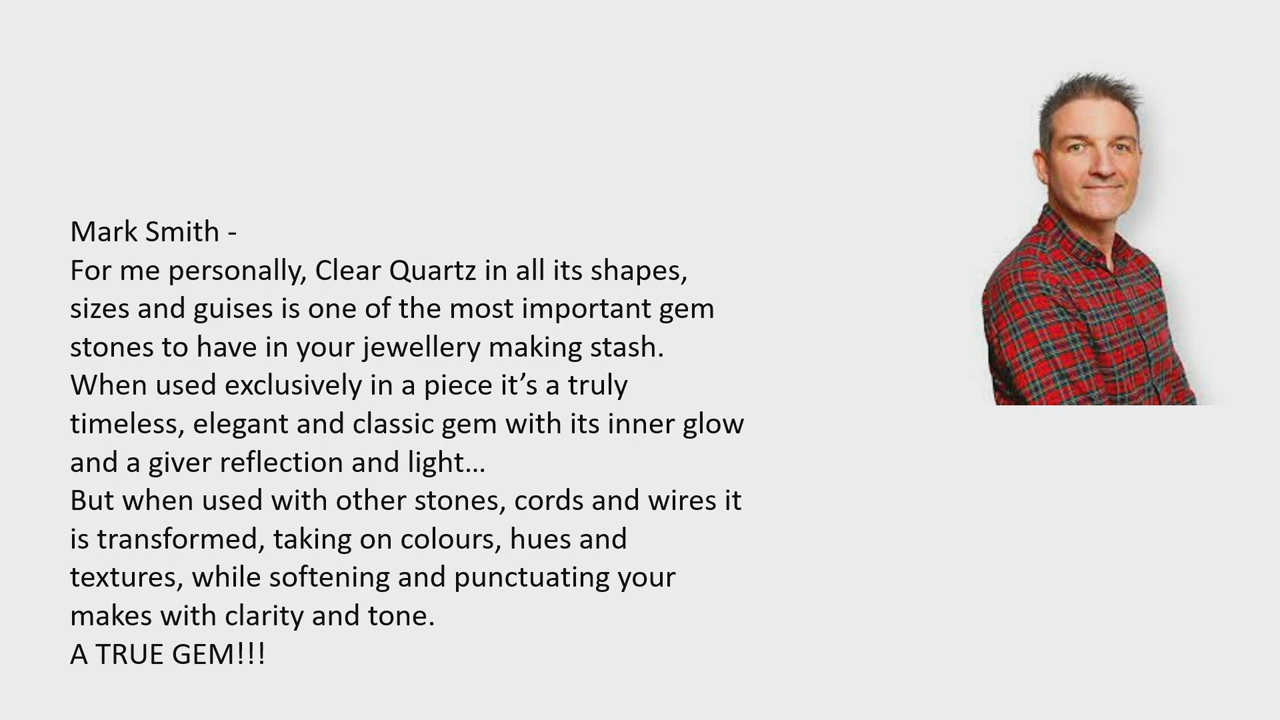 Mark Smith -
For me personally, Clear Quartz in all its shapes,
sizes and guises is one of the most important gem
stones to have in your jewellery making stash.
When used exclusively in a piece it’s a truly
timeless, elegant and classic gem with its inner glow
and a giver reflection and light…
But when used with other stones, cords and wires it
is transformed, taking on colours, hues and
textures, while softening and punctuating your
makes with clarity and tone.
A TRUE GEM!!!